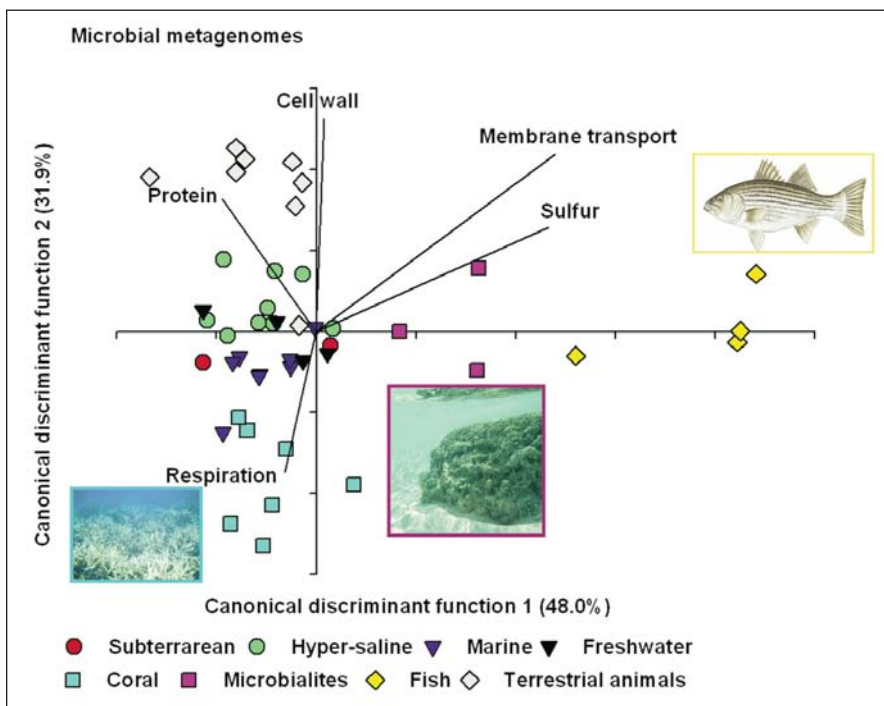 Microbial metagenomes
Cell wall
Membrane transport
Protein
Sulfur
Respiration
Canonical discriminant function 2 (31.9%)
Canonical discriminant function 1 (48.0%)
Subterrarean Hyper-saline Marine Freshwater
Coral Microbialites Fish Terrestrial animals